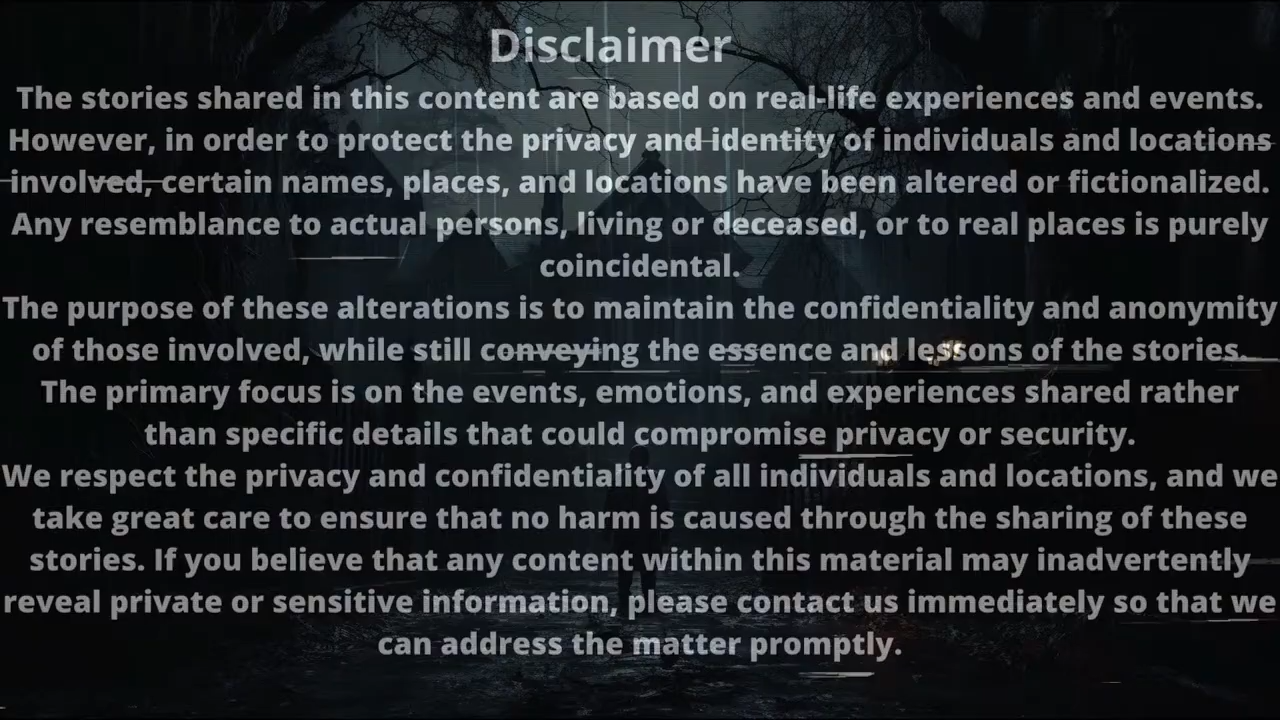 Disclaimer
The stories shared in this content are based on real-life experiences and events.
However, in order to protect the privacy and identity of individuals and locations
involved, certain names, places, and locations have been altered or fictionalized.
Any resemblance to actual persons, living or deceased, or to real places is purely
coincidental.
The purpose of these alterations is to maintain the confidentiality and anonymity
of those involved, while still conveying the essence and lessons of the stories.
The primary focus is on the events, emotions, and experiences shared rather
than specific details that could compromise privacy or security.
We respect the privacy and confidentiality of all individuals and locations, and we
take great care to ensure that no harm is caused through the sharing of these
stories. If you believe that any content within this material may inadvertently
reveal private or sensitive information, please contact us immediately so that we
can address the matter promptly.